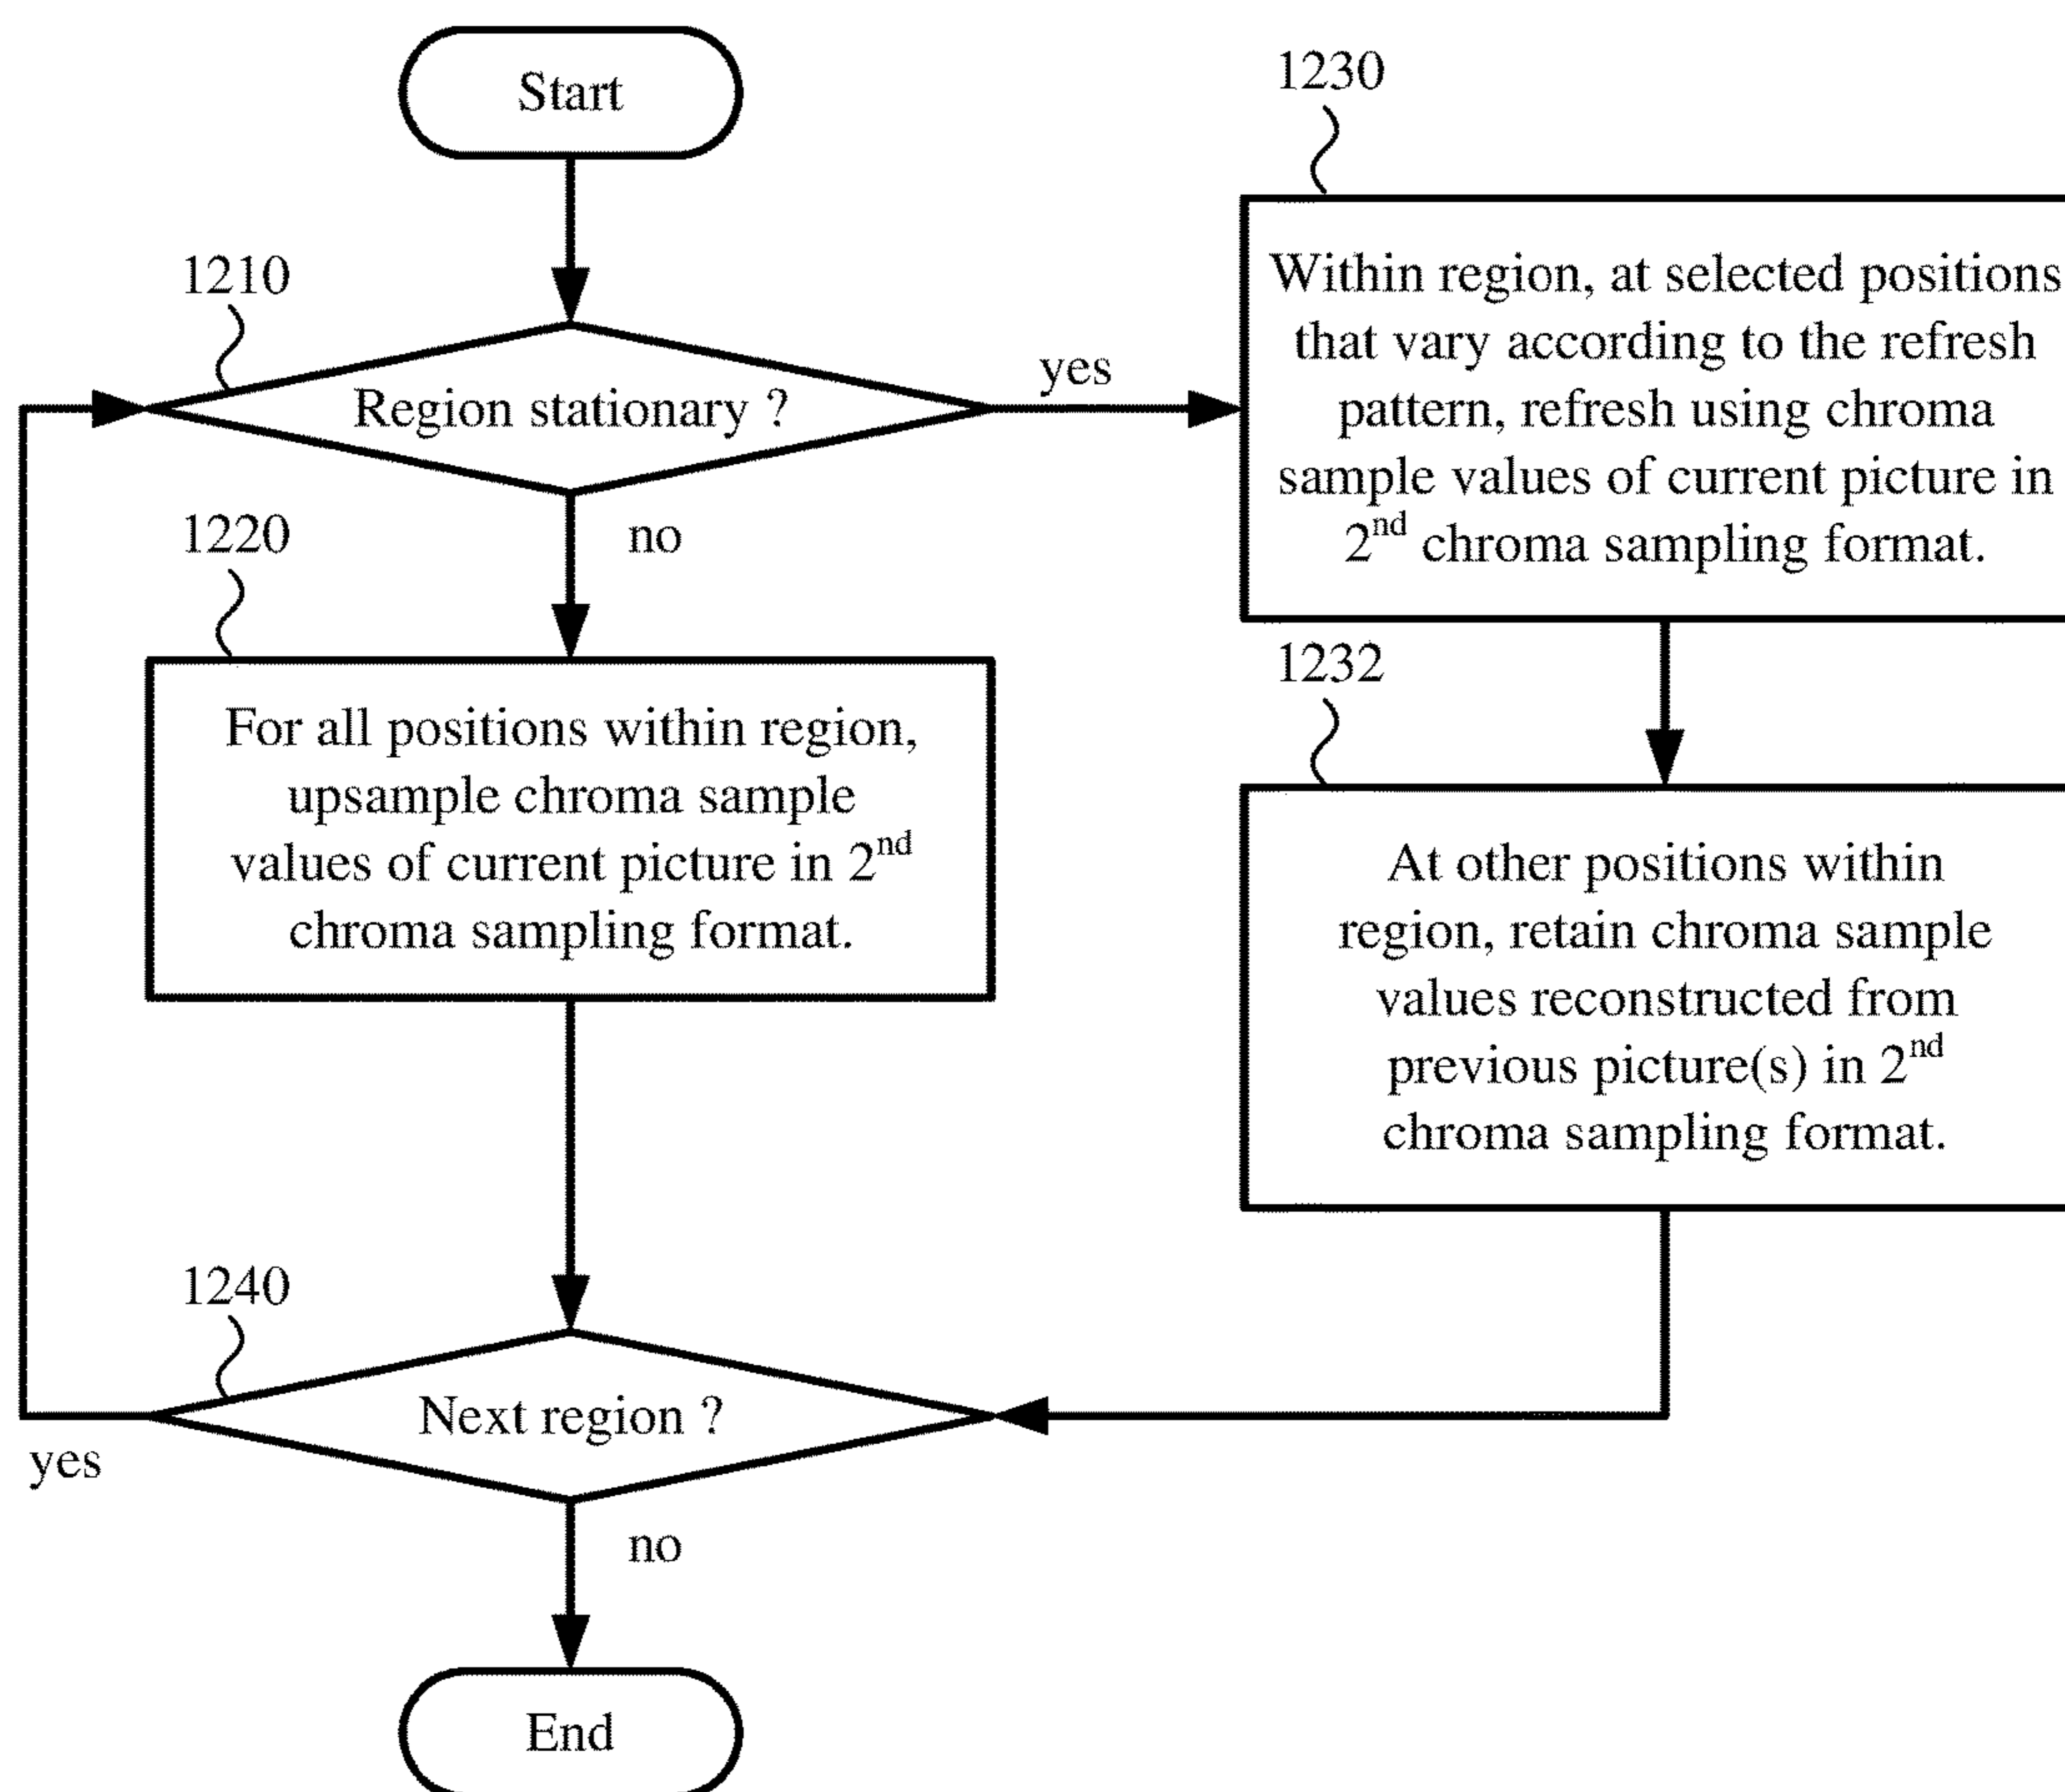 Start
1210
Region stationary ?
yes
no
1220
For all positions within region,
upsample chroma sample
values of current picture in 2nd
chroma sampling format.
1230
Within region, at selected positions
that vary according to the refresh
pattern, refresh using chroma
sample values of current picture in
2nd chroma sampling format.
1232
At other positions within
region, retain chroma sample
values reconstructed from
previous picture(s) in 2nd
chroma sampling format.
1240
Next region ?
yes
no
End